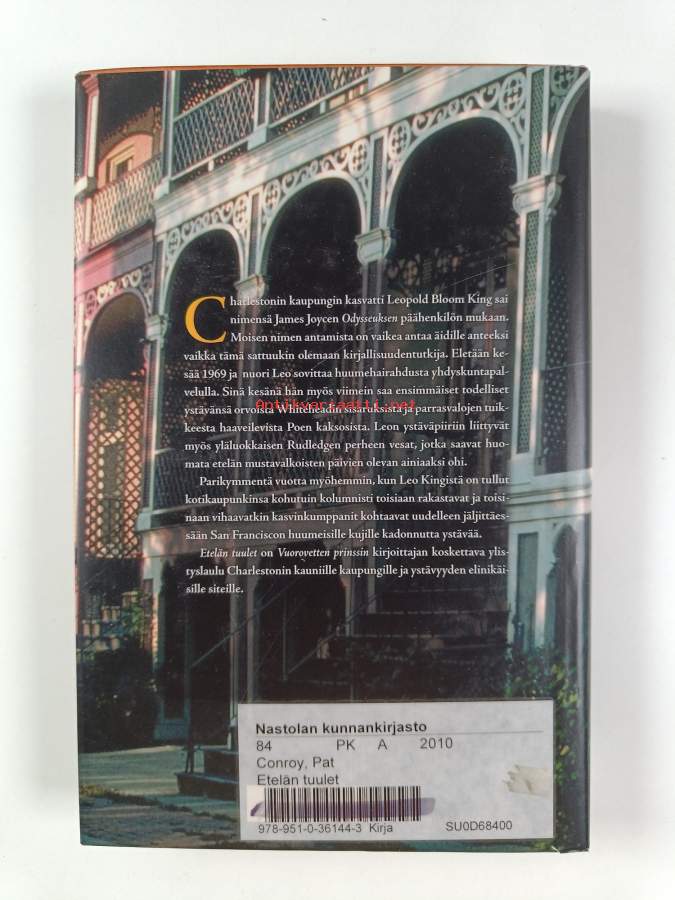 Charlestonin kaupungin kasvatti Leopold Bloom King sai
nimensä James Joycen Odysseuksen päähenkilön mukaan.
Moisen nimen antamista on vaikea antaa äidille anteeksi
vaikka tämä sattuukin olemaan kirjallisuudentutkija. Eletään ke-
sää 1969 ja nuori Leo sovittaa huumehairahdusta yhdyskuntapal-
velulla. Sinä kesänä hän myös viimein saa ensimmäiset todelliset
ystävänsä orvoista Whiteheadin sisaruksista ja parrasvalojen tuik-
Antikvariaatti.net
keesta haaveilevista Poen kaksosista. Leon ystäväpiiriin liittyvät
myös yläluokkaisen Rudledgen perheen vesat, jotka saavat huo-
mata etelän mustavalkoisten päivien olevan ainiaaksi ohi.
Parikymmentä vuotta myöhemmin, kun Leo Kingistä on tullut
kotikaupunkinsa kohutuin kolumnisti toisiaan rakastavat ja toisi-
naan vihaavatkin kasvinkumppanit kohtaavat uudelleen jäljittäes-
sään San Franciscon huumeisille kujille kadonnutta ystävää.
Etelän tuulet on Vuorovetten prinssin kirjoittajan koskettava ylis-
tyslaulu Charlestonin kauniille kaupungille ja ystävyyden elinikäi-
sille siteille.
Nastolan kunnankirjasto
84 PK A 2010
Conroy, Pat
Etelän tuulet
978-951-0-36144-3 Kirja SU0D68400